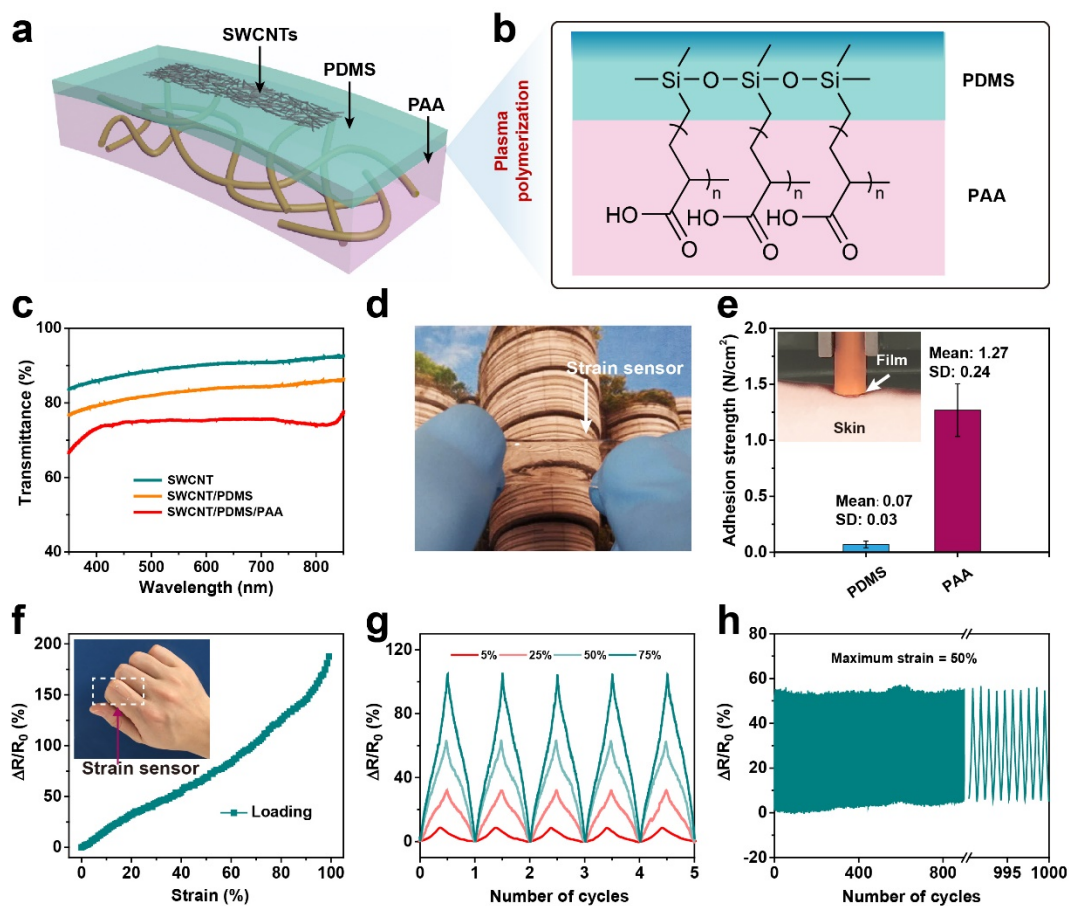 a
SWCNTs
PDMS
PAA
b
Plasma
polymerization
Si O Si O Si
n n n
HO HO HO
O O O
PDMS
PAA
c
100
80
60
40
Transmittance (%)
SWCNT
SWCNT/PDMS
SWCNT/PDMS/PAA
400 500 600 700 800
Wavelength (nm)
d
Strain sensor
e
2.0
1.5
1.0
0.5
0.0
Adhesion strength (N/cm²)
Film
Skin
Mean: 1.27
SD: 0.24
Mean: 0.07
SD: 0.03
PDMS
PAA
f
200
150
100
50
0
ΔR/R₀ (%)
Strain sensor
Loading
0 20 40 60 80 100
Strain (%)
g
120
80
40
0
ΔR/R₀ (%)
5% 25% 50% 75%
0 1 2 3 4 5
Number of cycles
h
80
60
40
20
0
-20
ΔR/R₀ (%)
Maximum strain = 50%
0 400 800 995 1000
Number of cycles